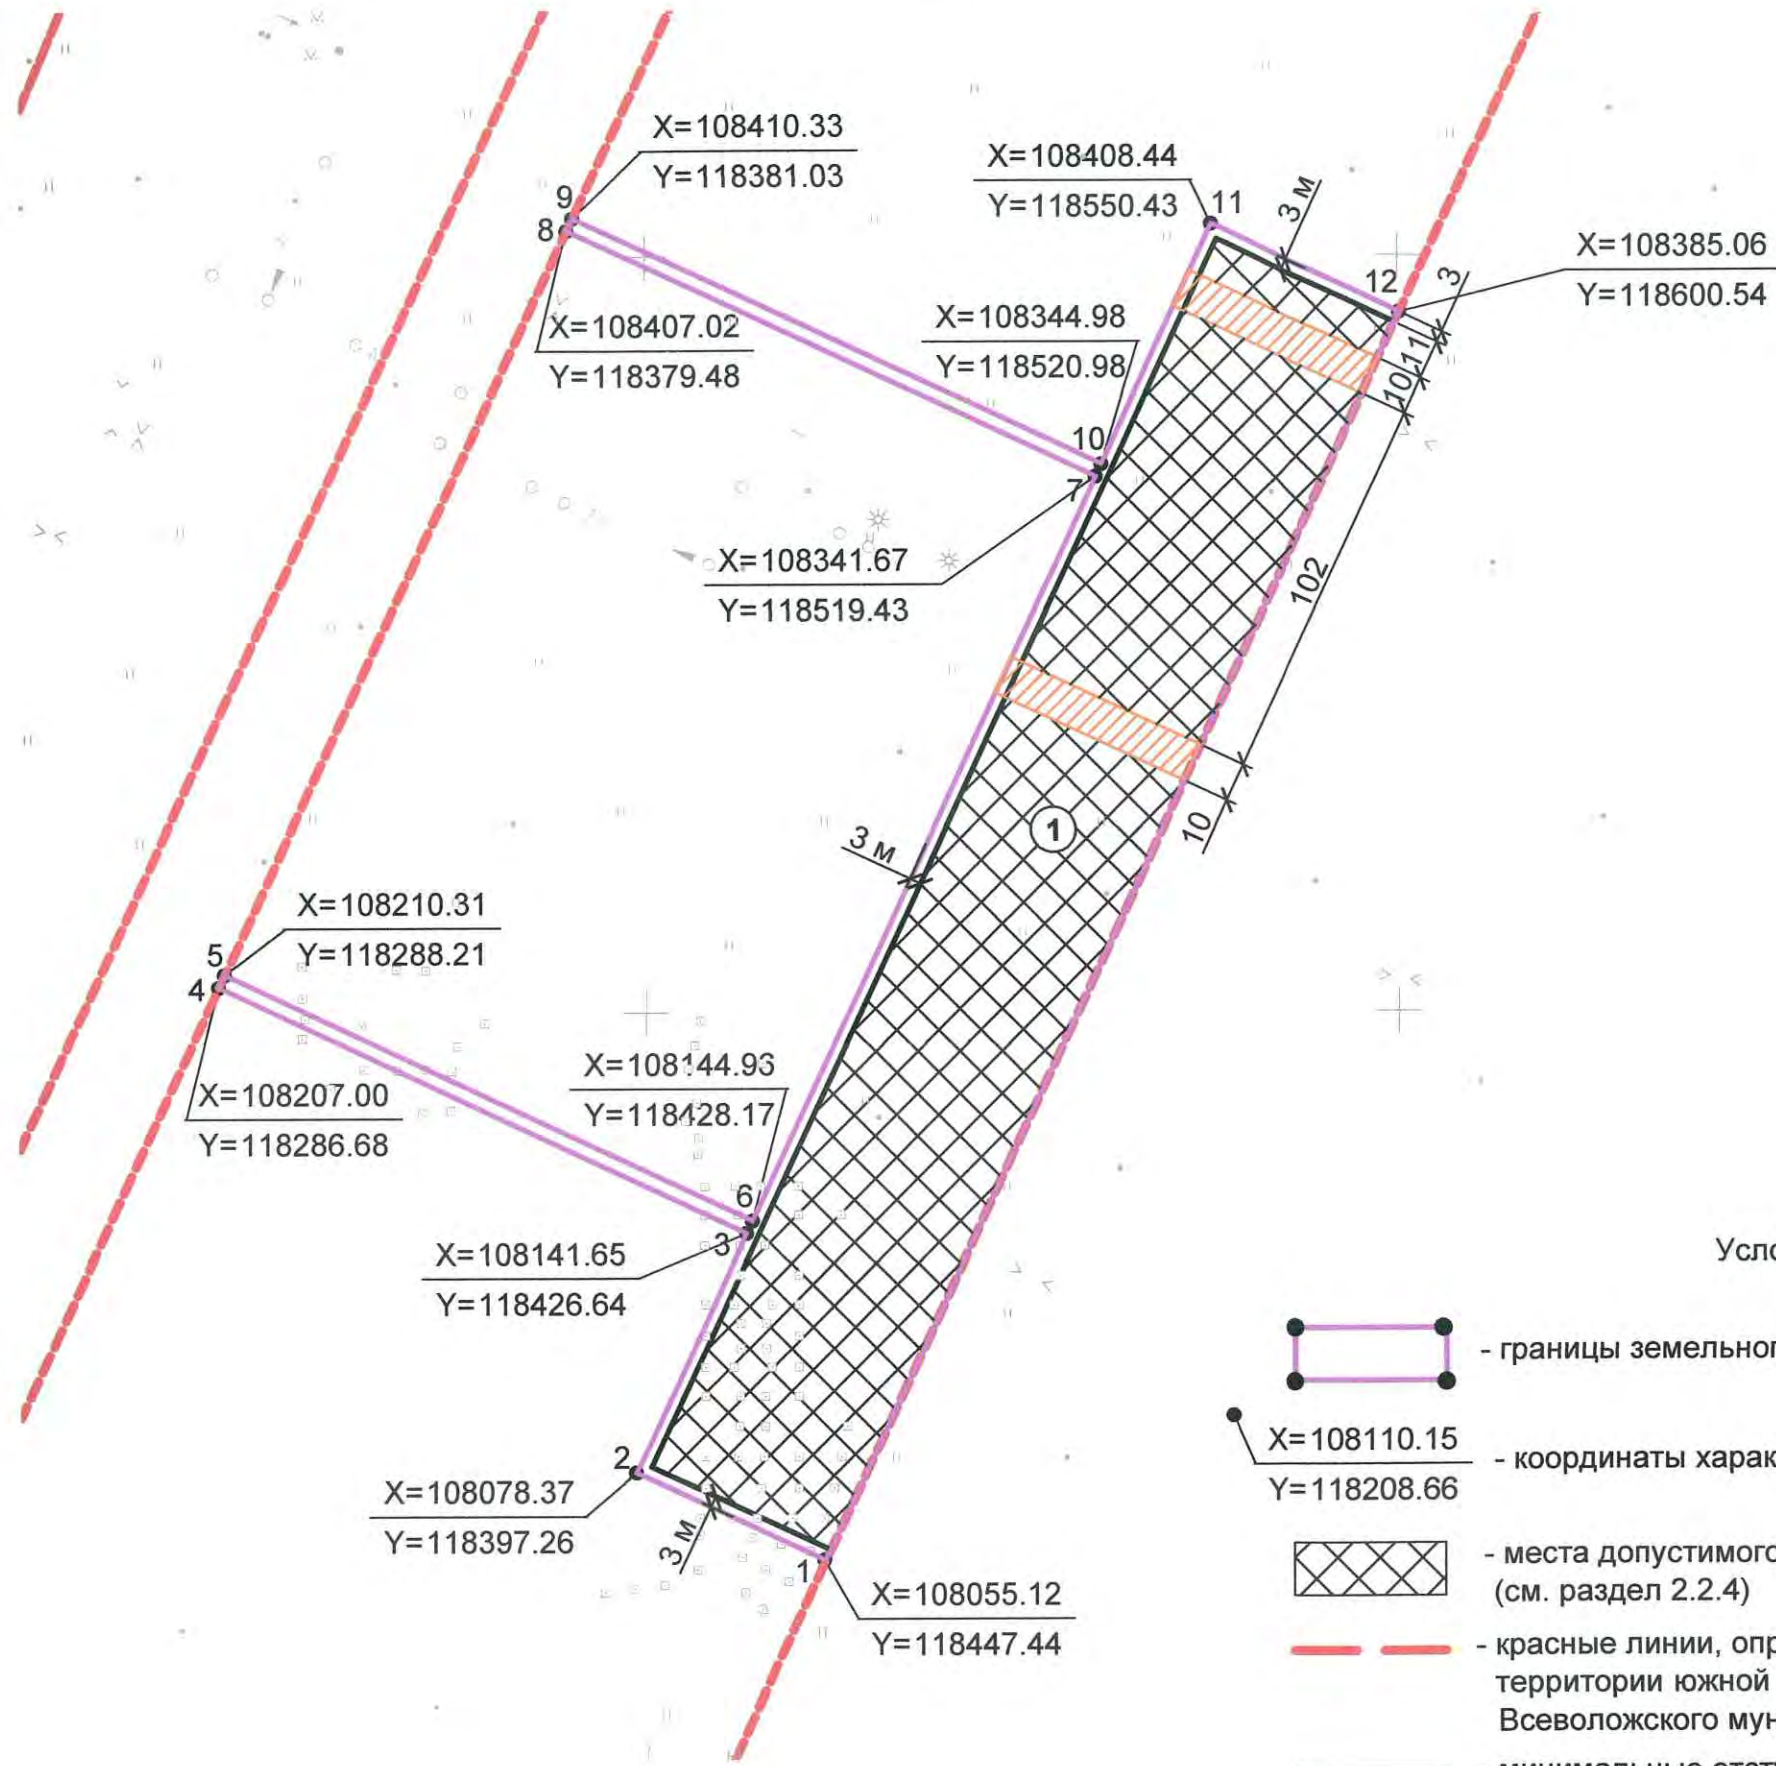 X=108410.33
Y=118381.03
9
8
X=108407.02
Y=118379.48
X=108408.44
Y=118550.43
11
3 м
X=108385.06
Y=118600.54
12
3
11
10
X=108344.98
Y=118520.98
10
7
X=108341.67
Y=118519.43
102
10
1
3 м
X=108210.31
Y=118288.21
5
4
X=108207.00
Y=118286.68
X=108144.93
Y=118428.17
6
3
X=108141.65
Y=118426.64
2
X=108078.37
Y=118397.26
3 м
1
X=108055.12
Y=118447.44
Усло
- границы земельног
X=108110.15
Y=118208.66
- координаты харак
- места допустимого
(см. раздел 2.2.4)
- красные линии, опр
территории южной
Всеволожского мун